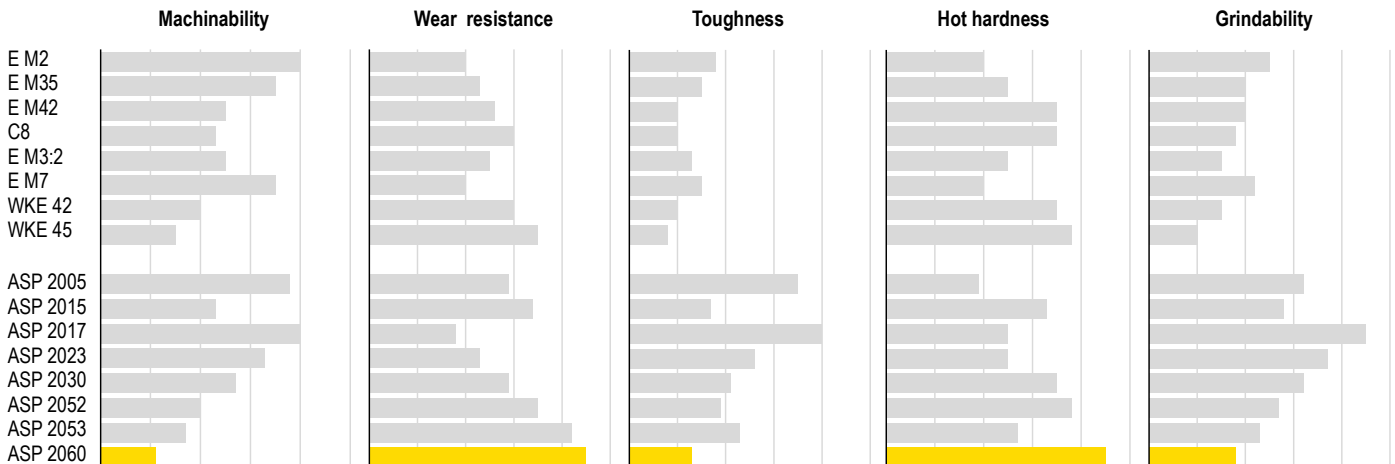 Machinability Wear resistance Toughness Hot hardness Grindability
E M2
E M35
E M42
C8
E M3:2
E M7
WKE 42
WKE 45
ASP 2005
ASP 2015
ASP 2017
ASP 2023
ASP 2030
ASP 2052
ASP 2053
ASP 2060